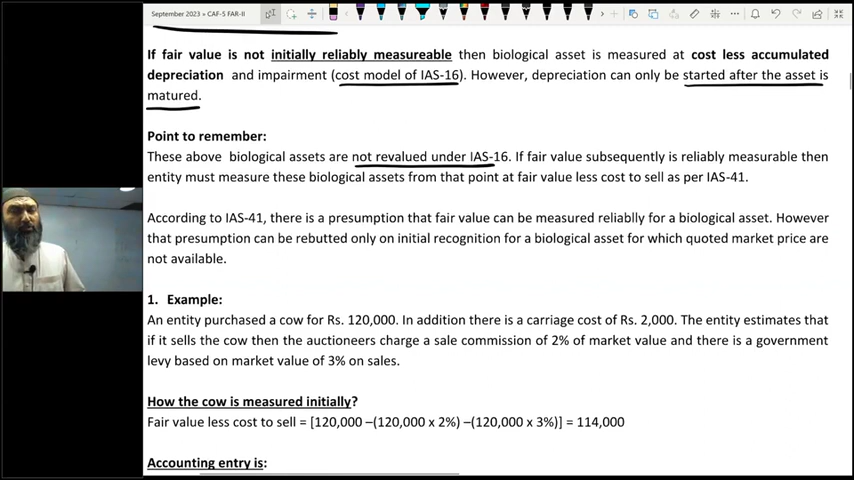 September 2023 » CAF-5 FAR-II
If fair value is not initially reliably measureable then biological asset is measured at cost less accumulated
depreciation and impairment (cost model of IAS-16). However, depreciation can only be started after the asset is
matured.
Point to remember:
These above biological assets are not revalued under IAS-16. If fair value subsequently is reliably measurable then
entity must measure these biological assets from that point at fair value less cost to sell as per IAS-41.
According to IAS-41, there is a presumption that fair value can be measured reliablly for a biological asset. However
that presumption can be rebutted only on initial recognition for a biological asset for which quoted market price are
not available.
1. Example:
An entity purchased a cow for Rs. 120,000. In addition there is a carriage cost of Rs. 2,000. The entity estimates that
if it sells the cow then the auctioneers charge a sale commission of 2% of market value and there is a government
levy based on market value of 3% on sales.
How the cow is measured initially?
Fair value less cost to sell = [120,000 –(120,000 x 2%) –(120,000 x 3%)] = 114,000
Accounting entry is: